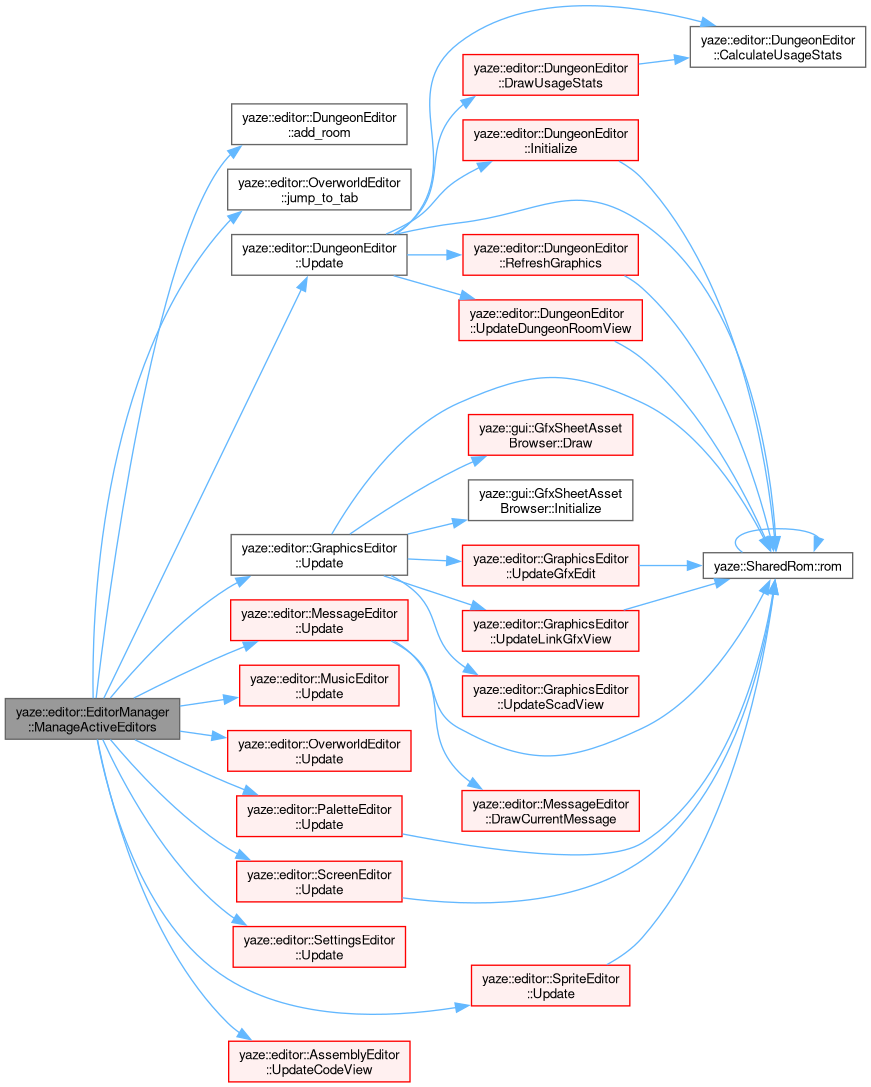 yaze::editor::DungeonEditor
::CalculateUsageStats
yaze::editor::DungeonEditor
::DrawUsageStats
yaze::editor::DungeonEditor
::add_room
yaze::editor::DungeonEditor
::Initialize
yaze::editor::OverworldEditor
::jump_to_tab
yaze::editor::DungeonEditor
::Update
yaze::editor::DungeonEditor
::RefreshGraphics
yaze::editor::DungeonEditor
::UpdateDungeonRoomView
yaze::gui::GfxSheetAsset
Browser::Draw
yaze::gui::GfxSheetAsset
Browser::Initialize
yaze::editor::GraphicsEditor
::Update
yaze::editor::GraphicsEditor
::UpdateGfxEdit
yaze::SharedRom::rom
yaze::editor::MessageEditor
::Update
yaze::editor::GraphicsEditor
::UpdateLinkGfxView
yaze::editor::MusicEditor
::Update
yaze::editor::GraphicsEditor
::UpdateScadView
yaze::editor::EditorManager
::ManageActiveEditors
yaze::editor::OverworldEditor
::Update
yaze::editor::PaletteEditor
::Update
yaze::editor::MessageEditor
::DrawCurrentMessage
yaze::editor::ScreenEditor
::Update
yaze::editor::SettingsEditor
::Update
yaze::editor::SpriteEditor
::Update
yaze::editor::AssemblyEditor
::UpdateCodeView